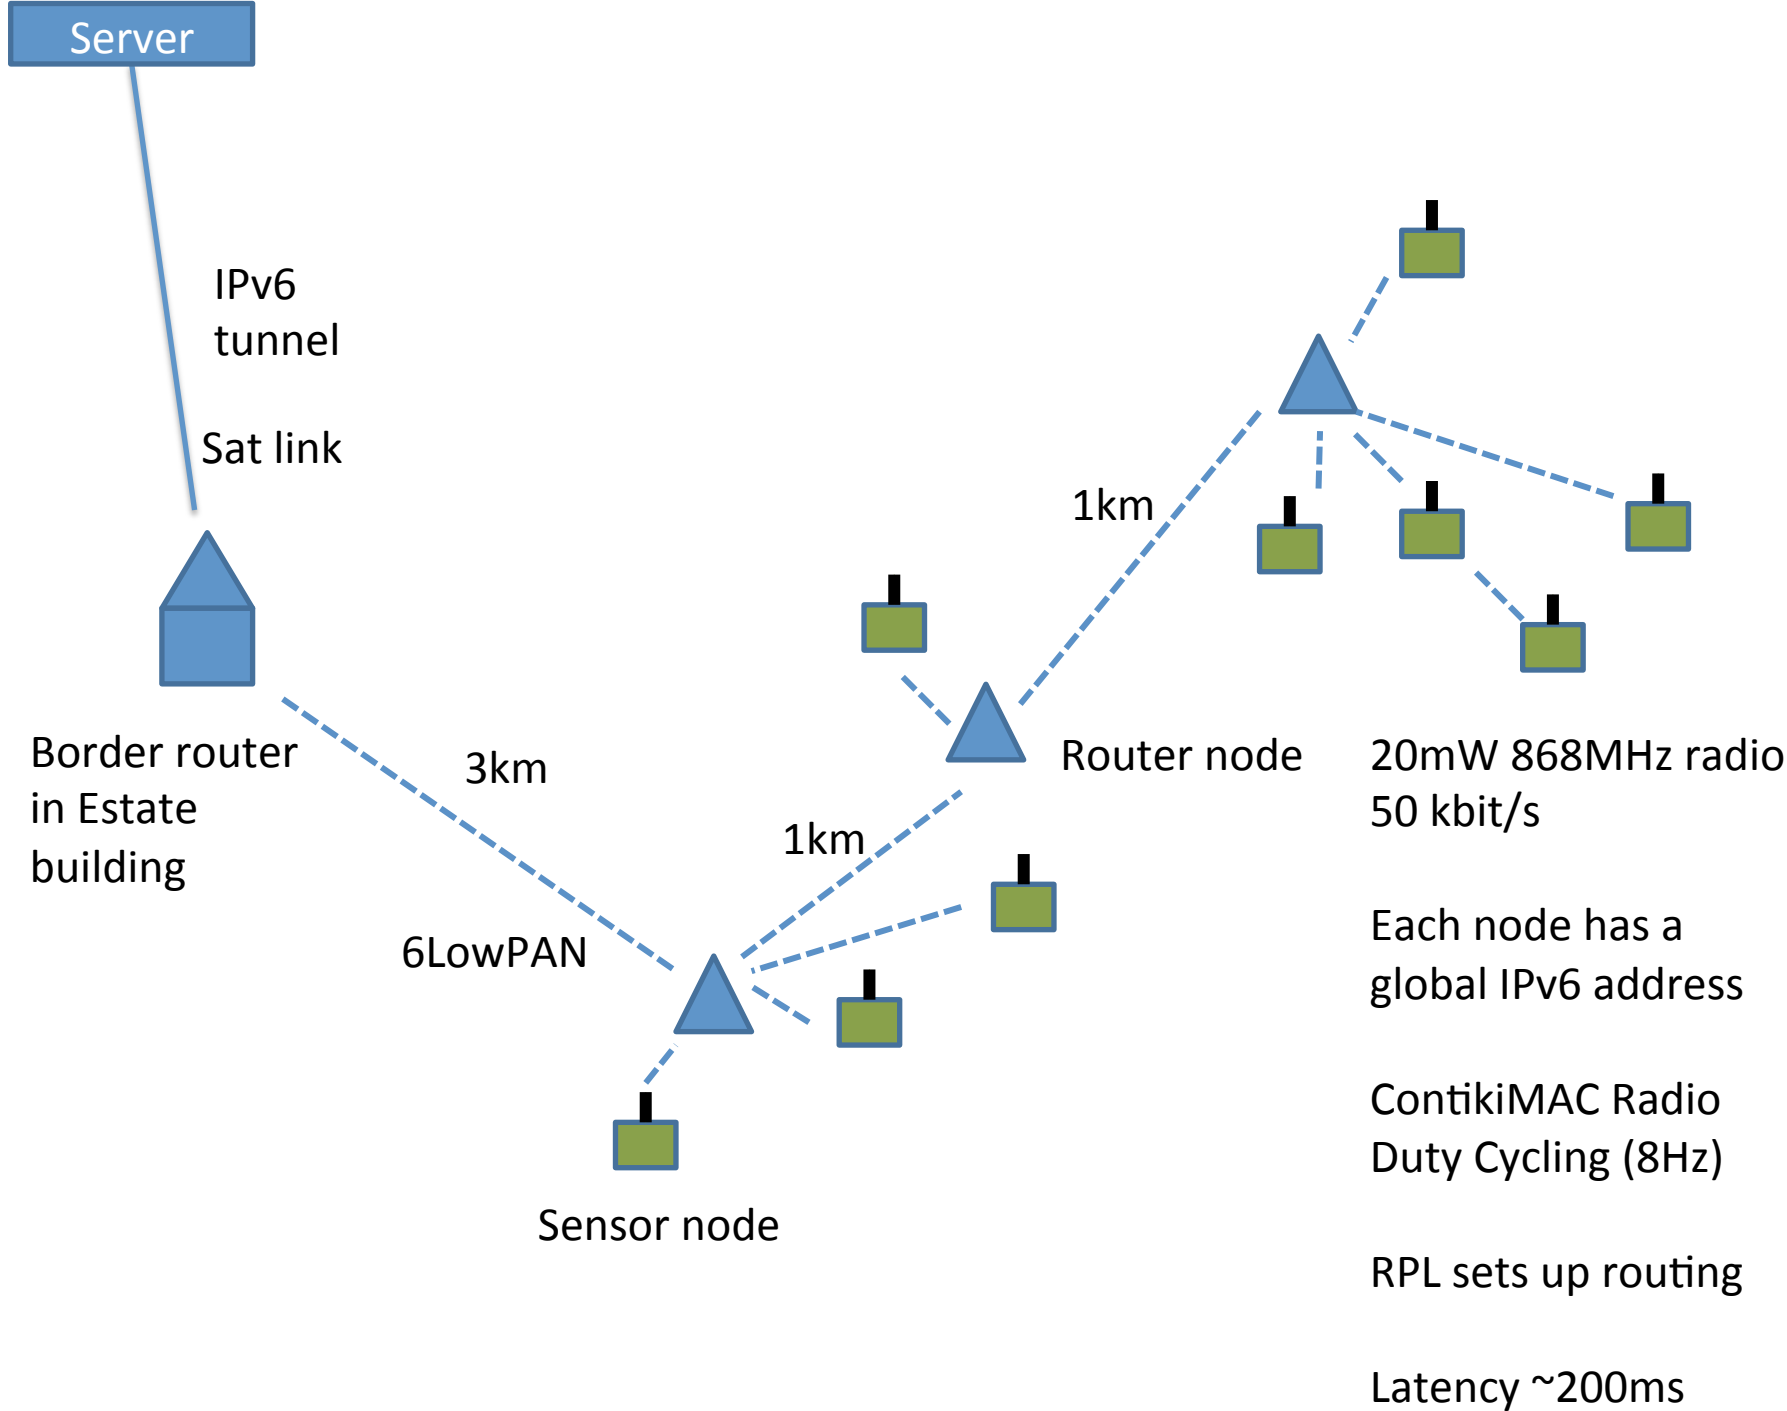 Server
IPv6
tunnel
Sat link
1km
Border router
in Estate
building
3km
Router node
1km
6LowPAN
Sensor node
20mW 868MHz radio
50 kbit/s
Each node has a
global IPv6 address
ContikiMAC Radio
Duty Cycling (8Hz)
RPL sets up routing
Latency ~200ms